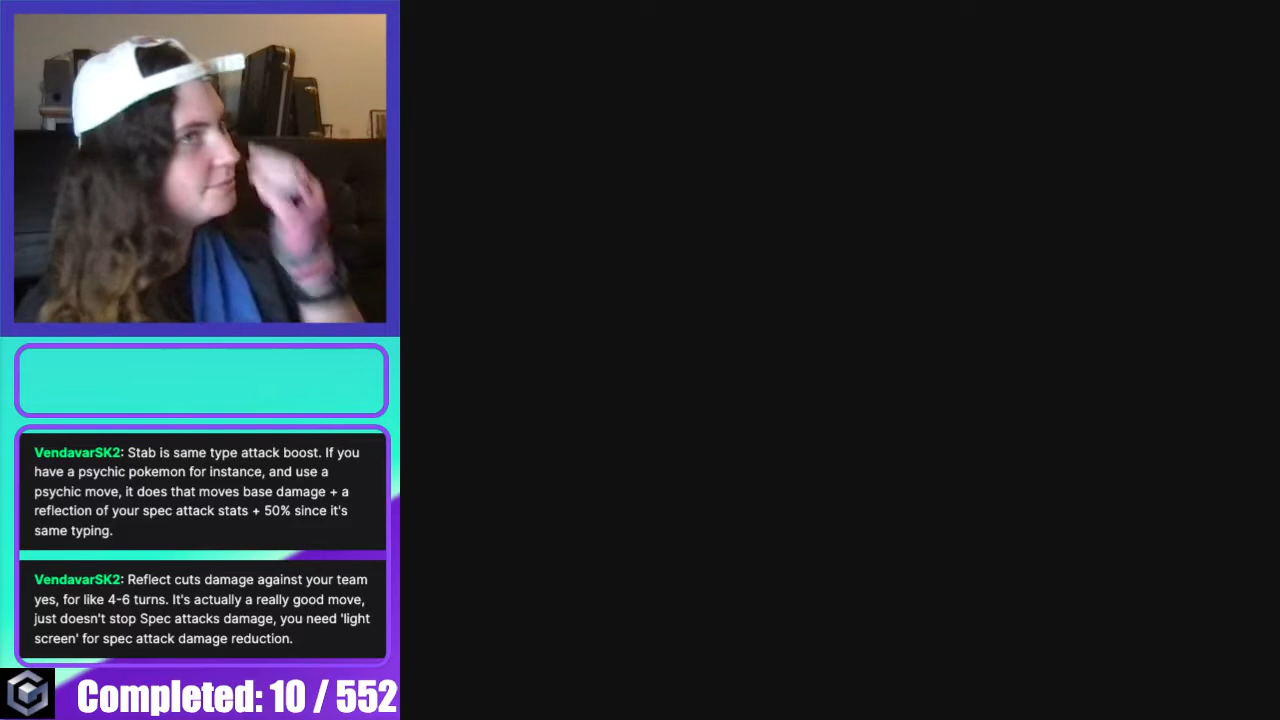 VendavarSK2: Stab is same type attack boost. If you
have a psychic pokemon for instance, and use a
psychic move, it does that moves base damage + a
reflection of your spec attack stats + 50% since it's
same typing.
VendavarSK2: Reflect cuts damage against your team
yes, for like 4-6 turns. It's actually a really good move,
just doesn't stop Spec attacks damage, you need 'light
screen' for spec attack damage reduction.
Completed: 10 / 552